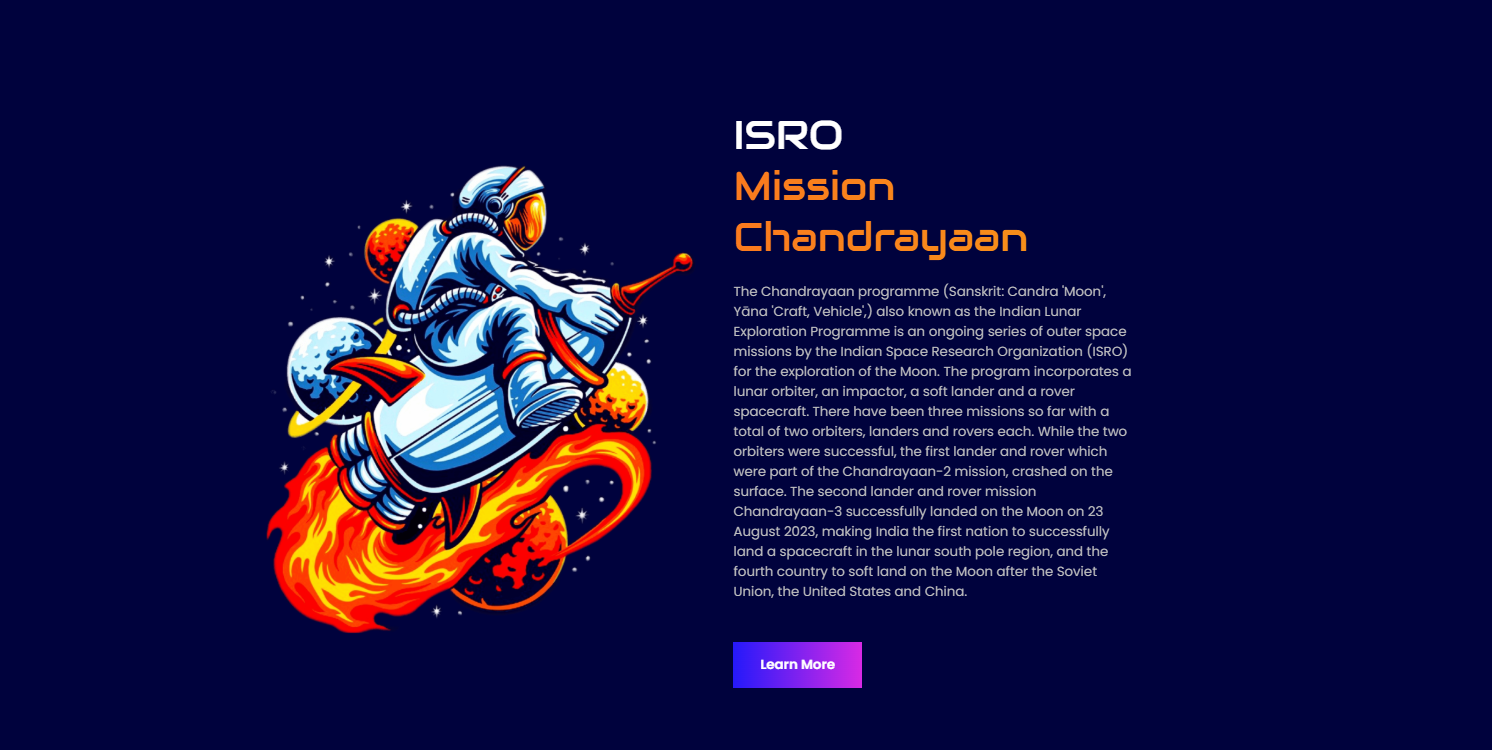 ISRO
Mission
Chandrayaan
The Chandrayaan programme (Sanskrit: Candra 'Moon',
Yāna 'Craft, Vehicle',) also known as the Indian Lunar
Exploration Programme is an ongoing series of outer space
missions by the Indian Space Research Organization (ISRO)
for the exploration of the Moon. The program incorporates a
lunar orbiter, an impactor, a soft lander and a rover
spacecraft. There have been three missions so far with a
total of two orbiters, landers and rovers each. While the two
orbiters were successful, the first lander and rover which
were part of the Chandrayaan-2 mission, crashed on the
surface. The second lander and rover mission
Chandrayaan-3 successfully landed on the Moon on 23
August 2023, making India the first nation to successfully
land a spacecraft in the lunar south pole region, and the
fourth country to soft land on the Moon after the Soviet
Union, the United States and China.
Learn More